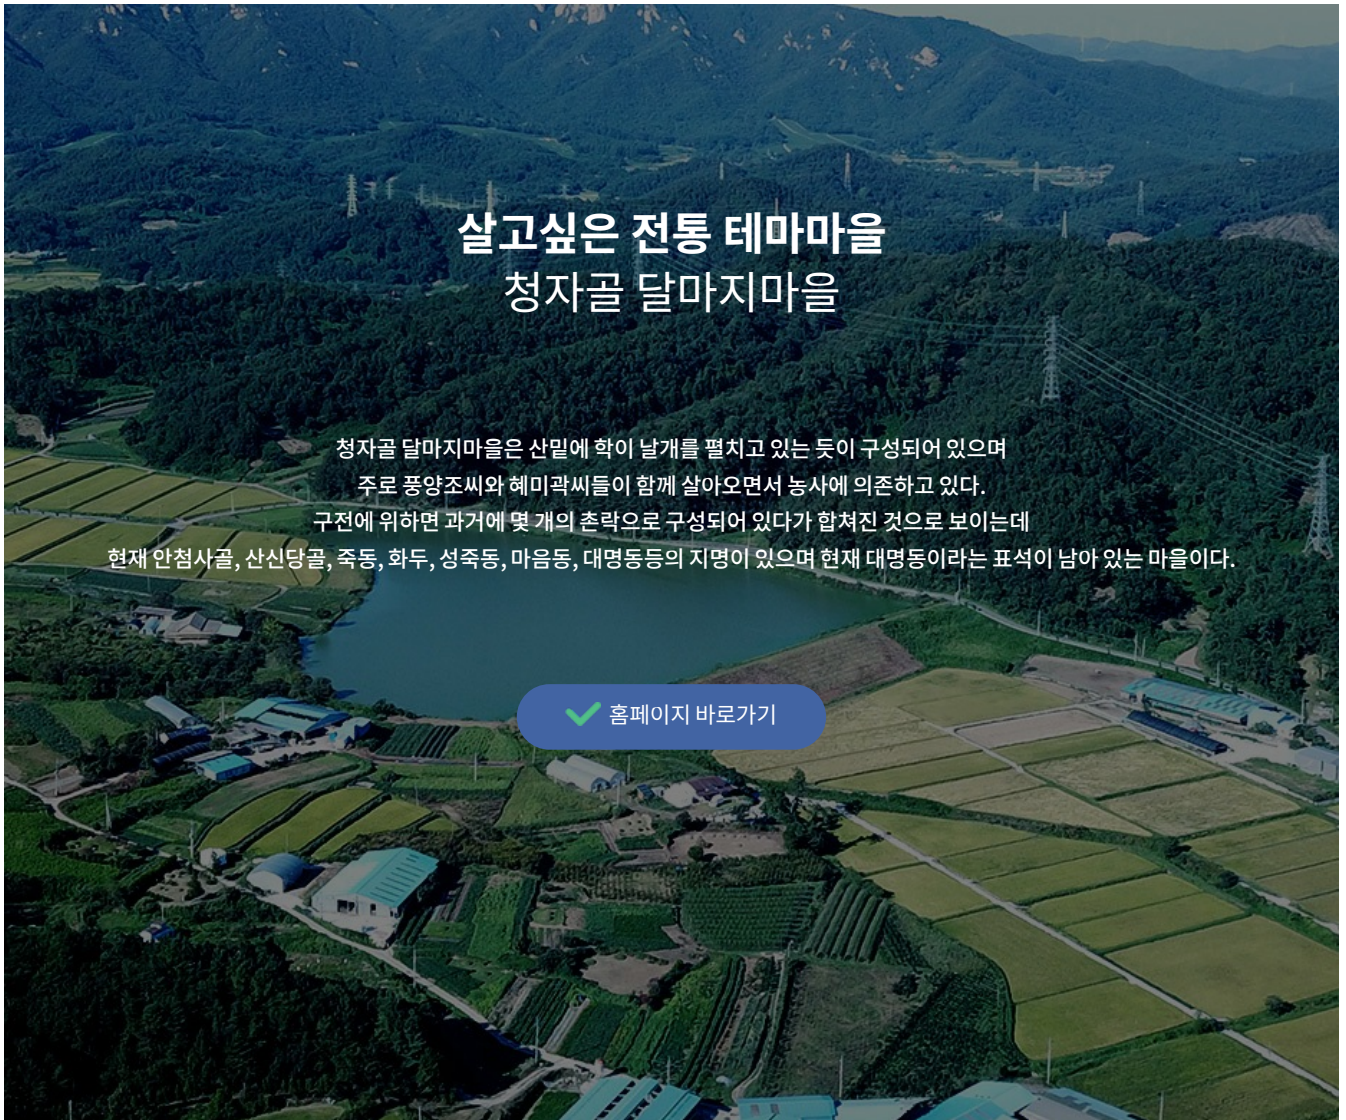 살고싶은 전통 테마마을
청자골 달마지마을
청자골 달마지마을은 산밑에 학이 날개를 펼치고 있는 듯이 구성되어 있으며
주로 풍양조씨와 혜미곽씨들이 함께 살아오면서 농사에 의존하고 있다.
구전에 위하면 과거에 몇 개의 촌락으로 구성되어 있다가 합쳐진 것으로 보이는데
현재 안첨사골, 산신당골, 죽동, 화두, 성죽동, 마음동, 대명동등의 지명이 있으며 현재 대명동이라는 표석이 남아 있는 마을이다.
홈페이지 바로가기